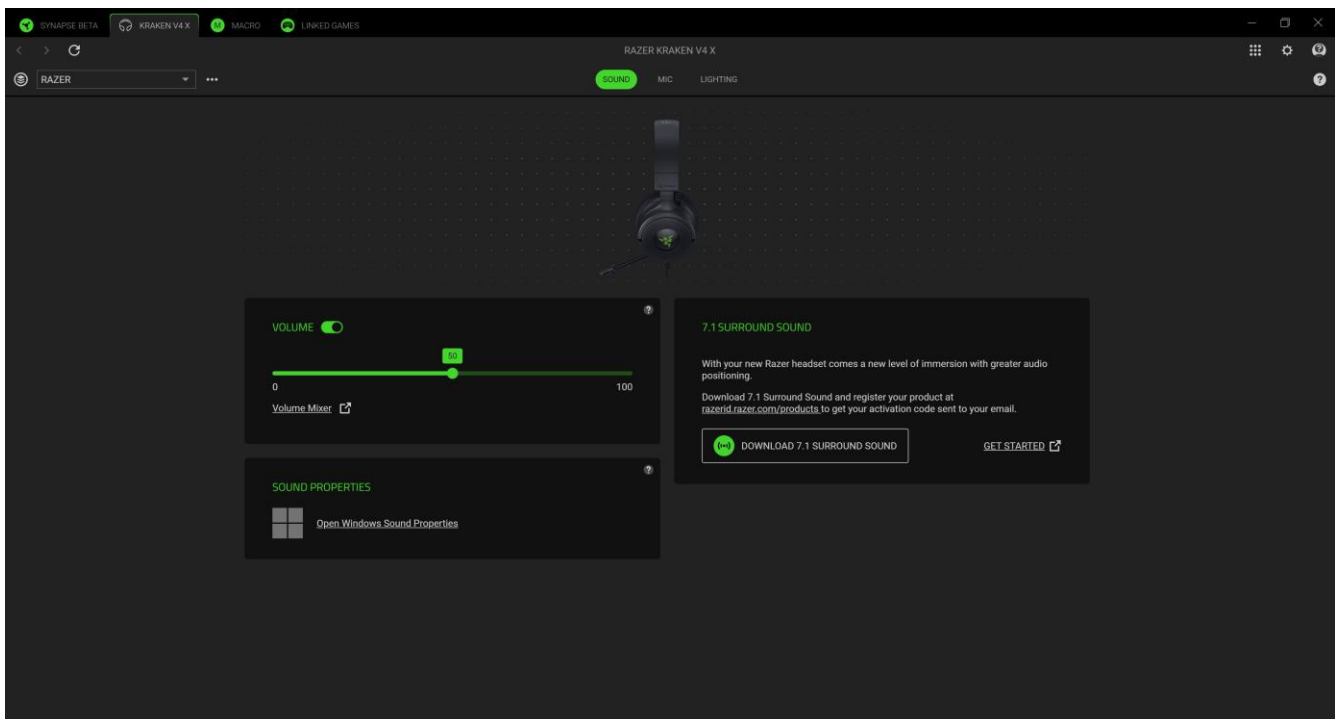 SYNAPSE BETA
KRAKEN V4 X
MACRO
LINKED GAMES
RAZER KRAKEN V4 X
RAZER
SOUND
MIC
LIGHTING
VOLUME
50
0
100
Volume Mixer
SOUND PROPERTIES
Open Windows Sound Properties
7.1 SURROUND SOUND
With your new Razer headset comes a new level of immersion with greater audio
positioning.
Download 7.1 Surround Sound and register your product at
razerid.razer.com/products to get your activation code sent to your email.
DOWNLOAD 7.1 SURROUND SOUND
GET STARTED